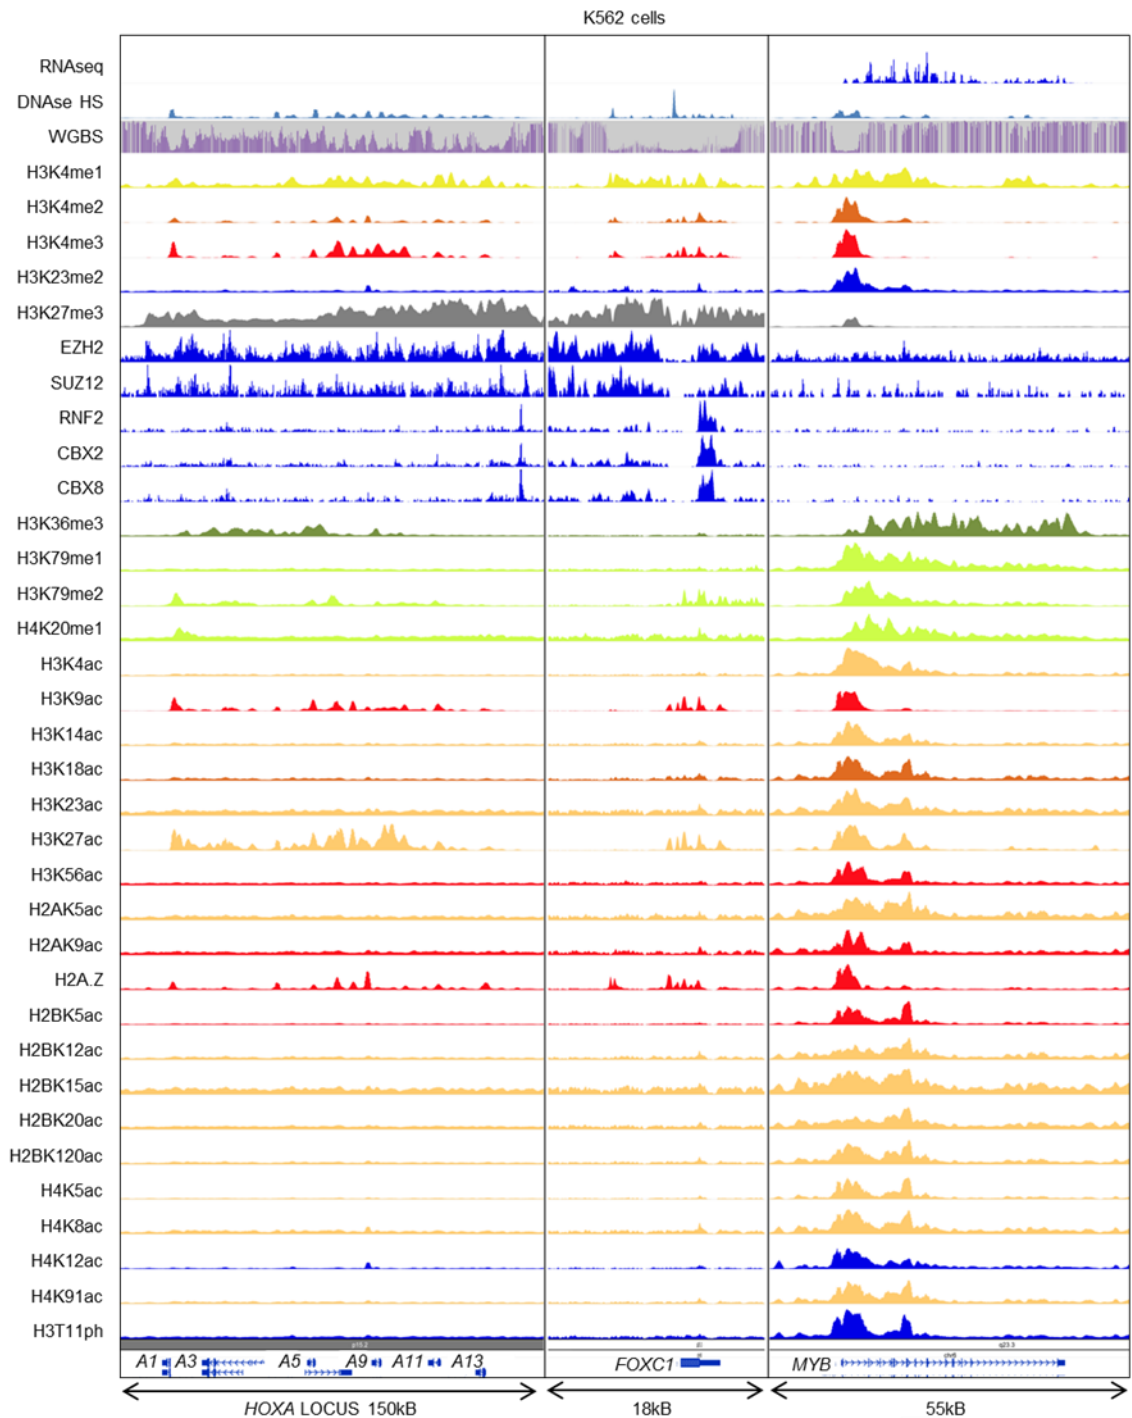 K562 cells
RNAseq
DNAse HS
WGBS
H3K4me1
H3K4me2
H3K4me3
H3K23me2
H3K27me3
EZH2
SUZ12
RNF2
CBX2
CBX8
H3K36me3
H3K79me1
H3K79me2
H4K20me1
H3K4ac
H3K9ac
H3K14ac
H3K18ac
H3K23ac
H3K27ac
H3K56ac
H2AK5ac
H2AK9ac
H2A.Z
H2BK5ac
H2BK12ac
H2BK15ac
H2BK20ac
H2BK120ac
H4K5ac
H4K8ac
H4K12ac
H4K91ac
H3T11ph
q23.3
A1 A3 A5 A9 A11 A13 FOXC1 MYB
HOXA LOCUS 150kB 18kB 55kB